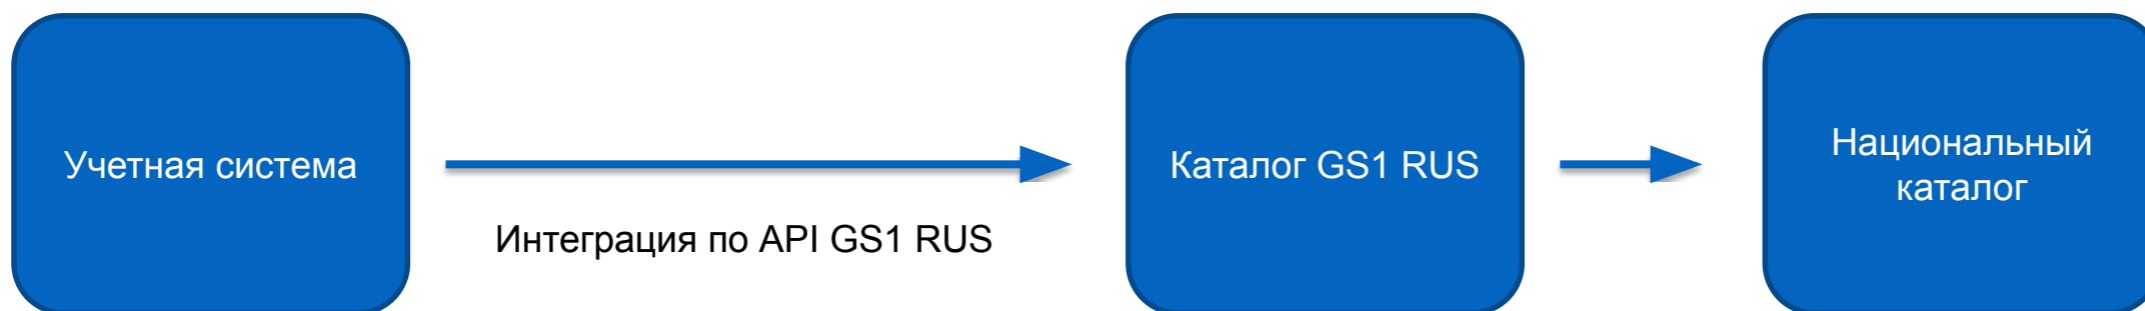 Учетная система
Интеграция по API GS1 RUS
Каталог GS1 RUS
Национальный
каталог